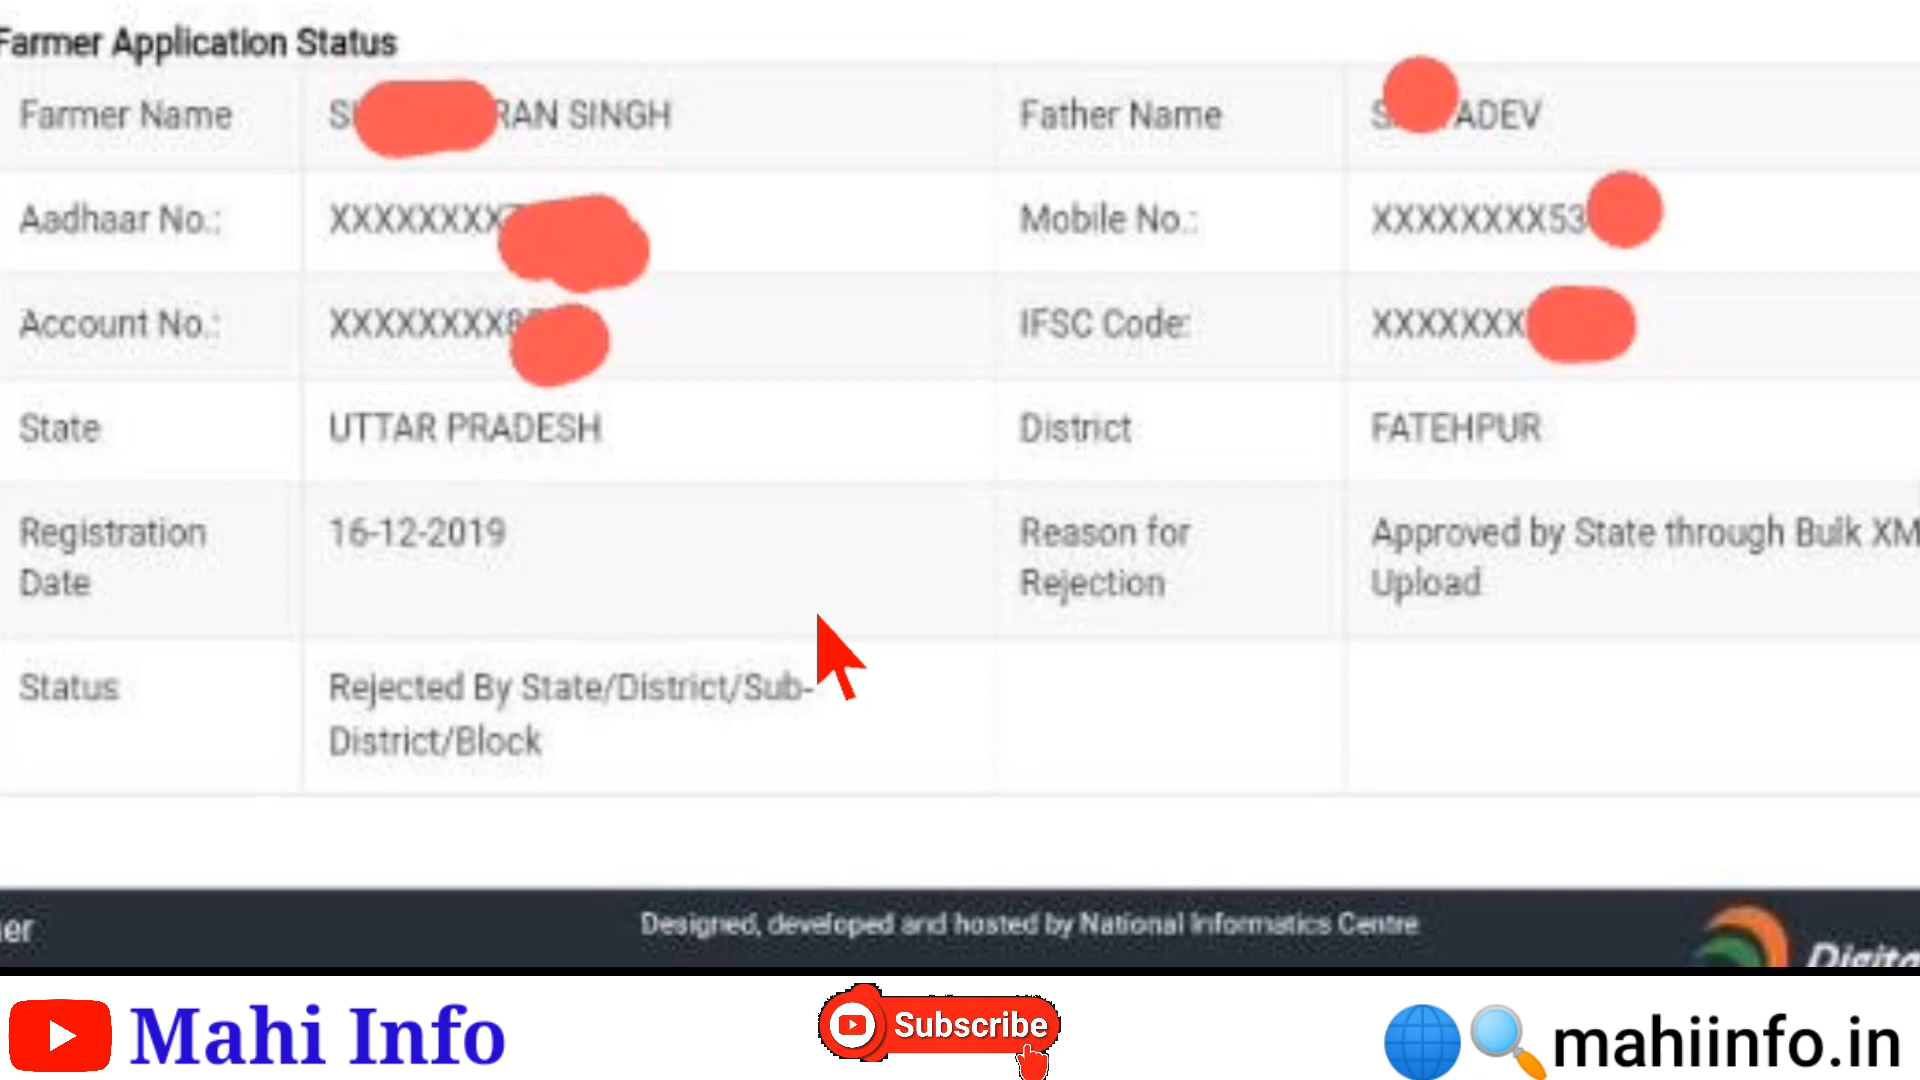 Farmer Application Status
Farmer Name RAN SINGH Father Name ADEV
Aadhaar No.: XXXXXXXX Mobile No.: XXXXXXXX53
Account No.: XXXXXXXX8 IFSC Code: XXXXXXX
State UTTAR PRADESH District FATEHPUR
Registration Date 16-12-2019 Reason for Rejection Approved by State through Bulk XM
Upload
Status Rejected By State/District/Sub-
District/Block
Designed, developed and hosted by National Informatics Centre
Mahi Info Subscribe mahiinfo.in